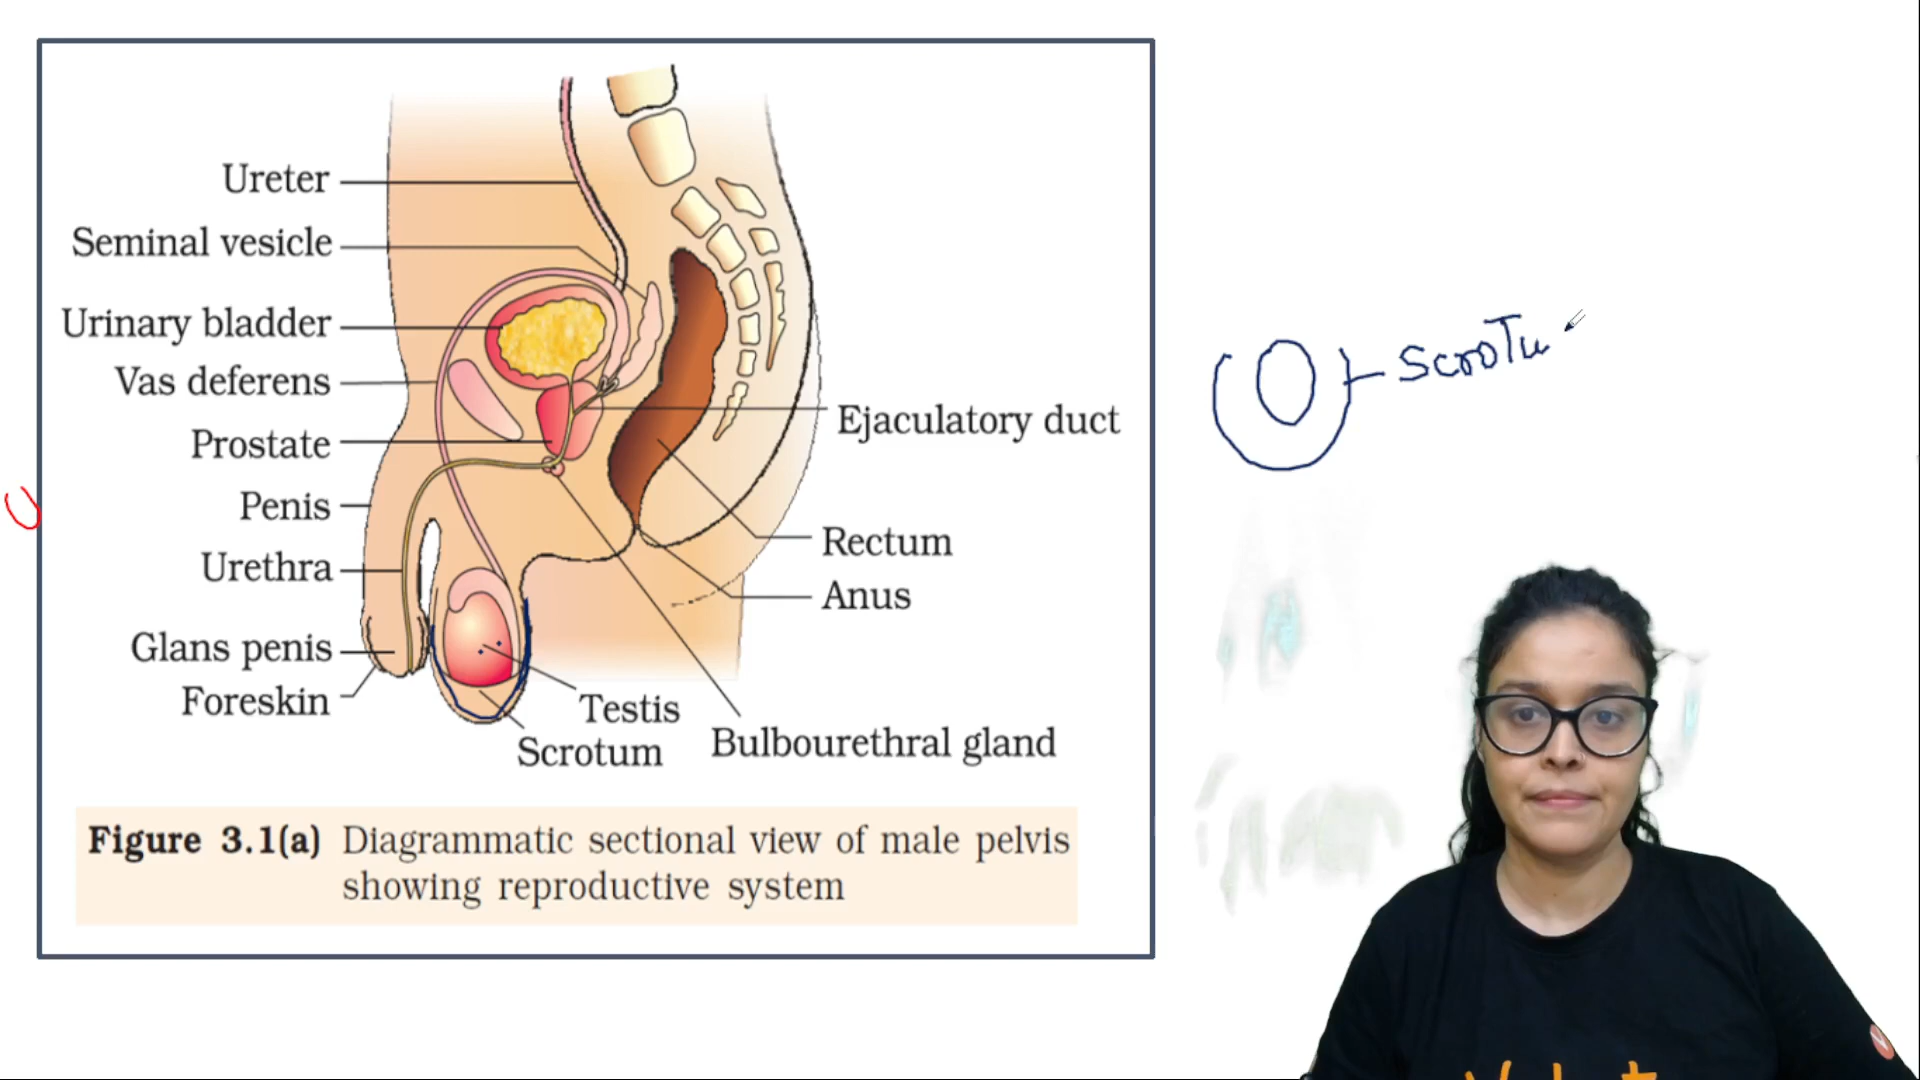 Ureter
Seminal vesicle
Urinary bladder
Vas deferens
Prostate
Penis
Urethra
Glans penis
Foreskin
Ejaculatory duct
Rectum
Anus
Testis
Scrotum
Bulbourethral gland
Figure 3.1(a) Diagrammatic sectional view of male pelvis
showing reproductive system
ScroTu